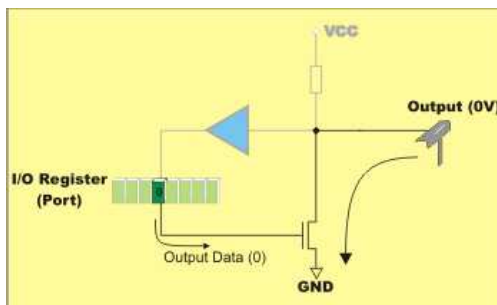 VCC
Output (0V)
I/O Register
(Port)
0
Output Data (0)
GND